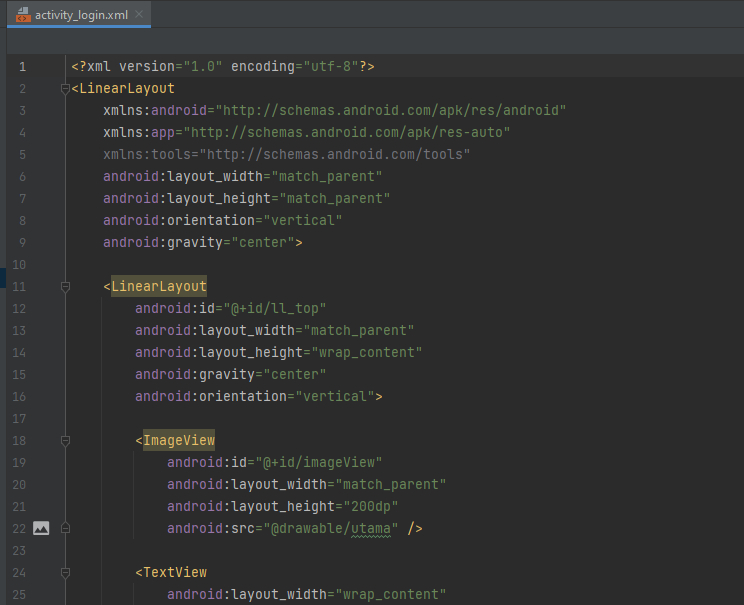 activity_login.xml
1 <?xml version="1.0" encoding="utf-8"?>
2 <LinearLayout
3 xmlns:android="http://schemas.android.com/apk/res/android"
4 xmlns:app="http://schemas.android.com/apk/res-auto"
5 xmlns:tools="http://schemas.android.com/tools"
6 android:layout_width="match_parent"
7 android:layout_height="match_parent"
8 android:orientation="vertical"
9 android:gravity="center">
10
11 <LinearLayout
12 android:id="@+id/ll_top"
13 android:layout_width="match_parent"
14 android:layout_height="wrap_content"
15 android:gravity="center"
16 android:orientation="vertical">
17
18 <ImageView
19 android:id="@+id/imageView"
20 android:layout_width="match_parent"
21 android:layout_height="200dp"
22 android:src="@drawable/utama" />
23
24 <TextView
25 android:layout_width="wrap_content"